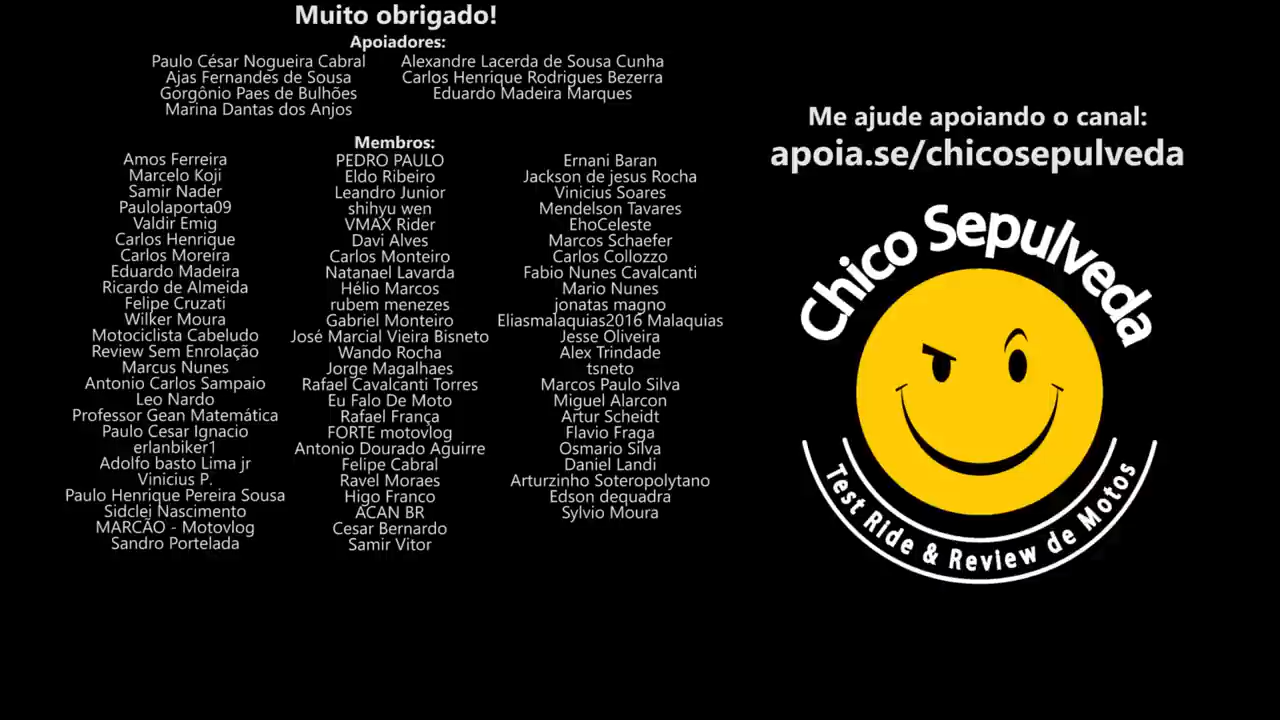 Muito obrigado!
Apoiadores:
Paulo César Nogueira Cabral
Ajas Fernandes de Sousa
Gorgônio Paes de Bulhões
Marina Dantas dos Anjos
Alexandre Lacerda de Sousa Cunha
Carlos Henrique Rodrigues Bezerra
Eduardo Madeira Marques
Membros:
Amos Ferreira
Marcelo Koji
Samir Nader
Paulolaporta09
Valdir Emig
Carlos Henrique
Carlos Moreira
Eduardo Madeira
Ricardo de Almeida
Felipe Cruzati
Wilker Moura
Motociclista Cabeludo
Review Sem Enrolação
Marcus Nunes
Antonio Carlos Sampaio
Leo Nardo
Professor Gean Matemática
Paulo Cesar Ignacio
erlanbiker1
Adolfo basto Lima jr
Vinicius P.
Paulo Henrique Pereira Sousa
Sidclei Nascimento
MARCÃO - Motovlog
Sandro Portelada
PEDRO PAULO
Eldo Ribeiro
Leandro Junior
shihyu wen
VMAX Rider
Davi Alves
Carlos Monteiro
Natanael Lavarda
Hélio Marcos
rubem menezes
Gabriel Monteiro
José Marcial Vieira Bisneto
Wando Rocha
Jorge Magalhaes
Rafael Cavalcanti Torres
Eu Falo De Moto
Rafael França
FORTE motovlog
Antonio Dourado Aguirre
Felipe Cabral
Ravel Moraes
Higo Franco
ACAN BR
Cesar Bernardo
Samir Vitor
Ernani Baran
Jackson de jesus Rocha
Vinicius Soares
Mendelson Tavares
EhoCeleste
Marcos Schaefer
Carlos Collozzo
Fabio Nunes Cavalcanti
Mario Nunes
jonatas magno
Eliasmalaquias2016 Malaquias
Jesse Oliveira
Alex Trindade
tsneto
Marcos Paulo Silva
Miguel Alarcon
Artur Scheidt
Flavio Fraga
Osmario Silva
Daniel Landi
Arturzinho Soteropolytano
Edson dequadra
Sylvio Moura
Me ajude apoiando o canal:
apoia.se/chicosepulveda
Chico Sepulveda
Test Ride & Review de Motos